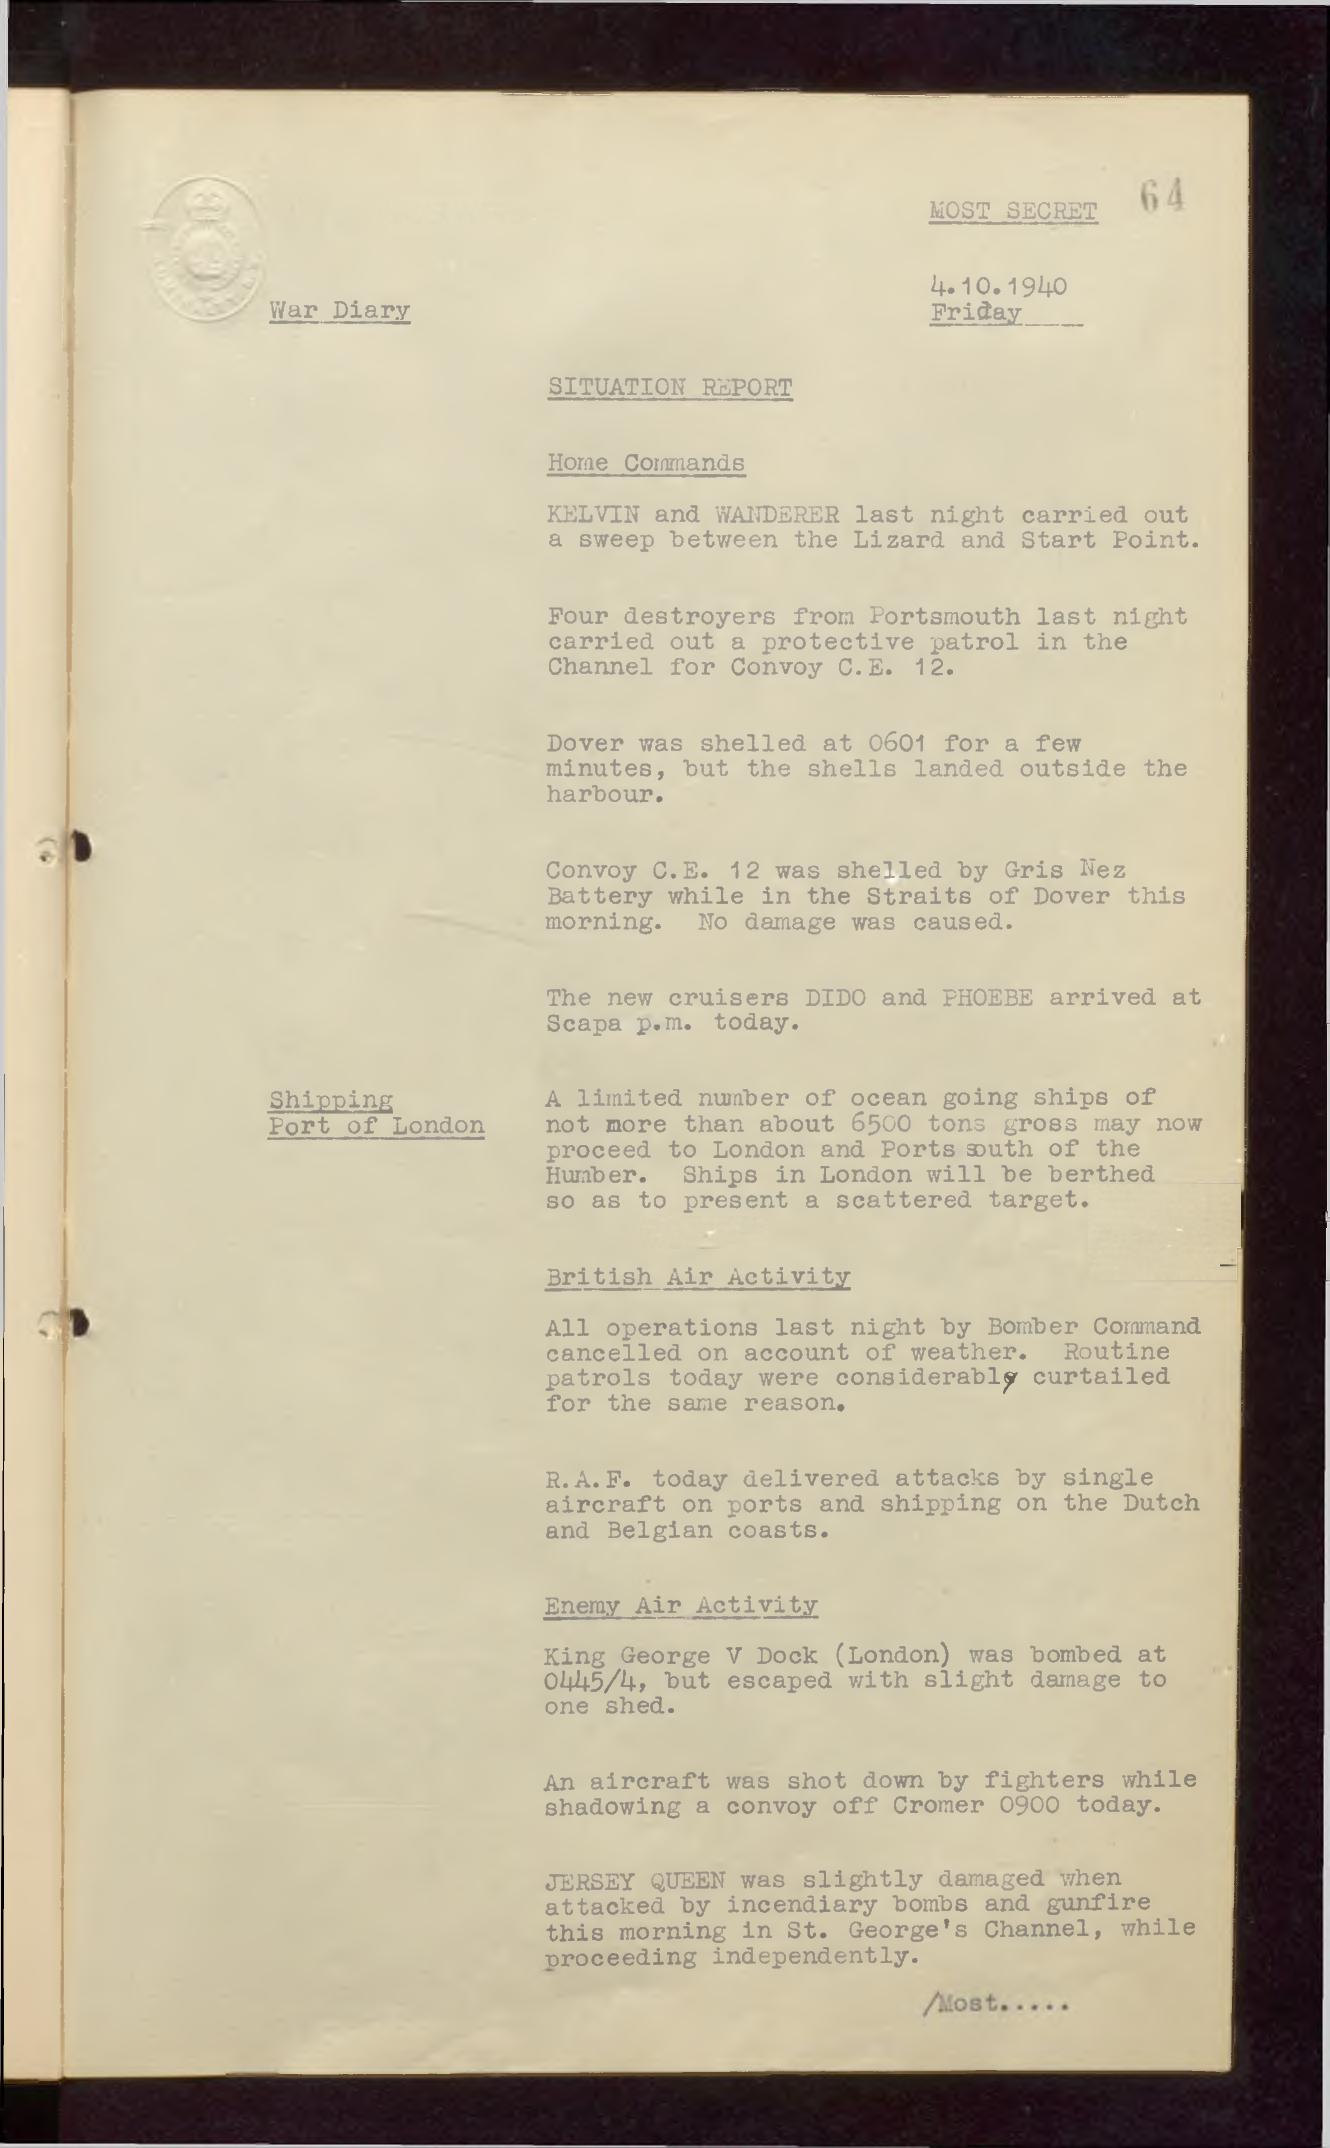 64
MOST SECRET
4.10.1940
Friday
War Diary
SITUATION REPORT
Home Commands
KELVIN and WANDERER last night carried out
a sweep between the Lizard and Start Point.
Four destroyers from Portsmouth last night
carried out a protective patrol in the
Channel for Convoy C.E. 12.
Dover was shelled at 0601 for a few
minutes, but the shells landed outside the
harbour.
Convoy C.E. 12 was shelled by Gris Nez
Battery while in the Straits of Dover this
morning. No damage was caused.
The new cruisers DIDO and PHOEBE arrived at
Scapa p.m. today.
Shipping
Port of London
A limited number of ocean going ships of
not more than about 6500 tons gross may now
proceed to London and Ports south of the
Humber. Ships in London will be berthed
so as to present a scattered target.
British Air Activity
All operations last night by Bomber Command
cancelled on account of weather. Routine
patrols today were considerably curtailed
for the same reason.
R.A.F. today delivered attacks by single
aircraft on ports and shipping on the Dutch
and Belgian coasts.
Enemy Air Activity
King George V Dock (London) was bombed at
0445/4, but escaped with slight damage to
one shed.
An aircraft was shot down by fighters while
shadowing a convoy off Cromer 0900 today.
JERSEY QUEEN was slightly damaged when
attacked by incendiary bombs and gunfire
this morning in St. George's Channel, while
proceeding independently.
/Most.....